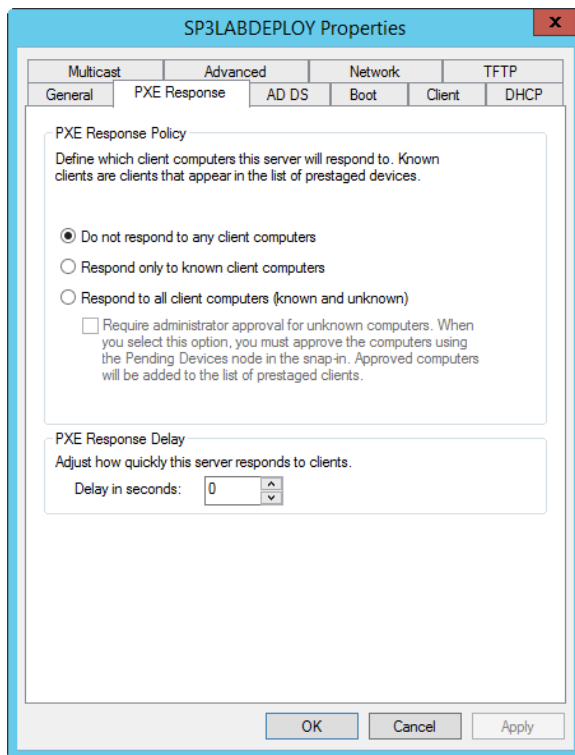 SP3LABDEPLOY Properties
x
Multicast Advanced Network TFTP
General PXE Response AD DS Boot Client DHCP
PXE Response Policy
Define which client computers this server will respond to. Known
clients are clients that appear in the list of prestaged devices.
Do not respond to any client computers
Respond only to known client computers
Respond to all client computers (known and unknown)
Require administrator approval for unknown computers. When
you select this option, you must approve the computers using
the Pending Devices node in the snap-in. Approved computers
will be added to the list of prestaged clients.
PXE Response Delay
Adjust how quickly this server responds to clients.
Delay in seconds: 0
OK Cancel Apply